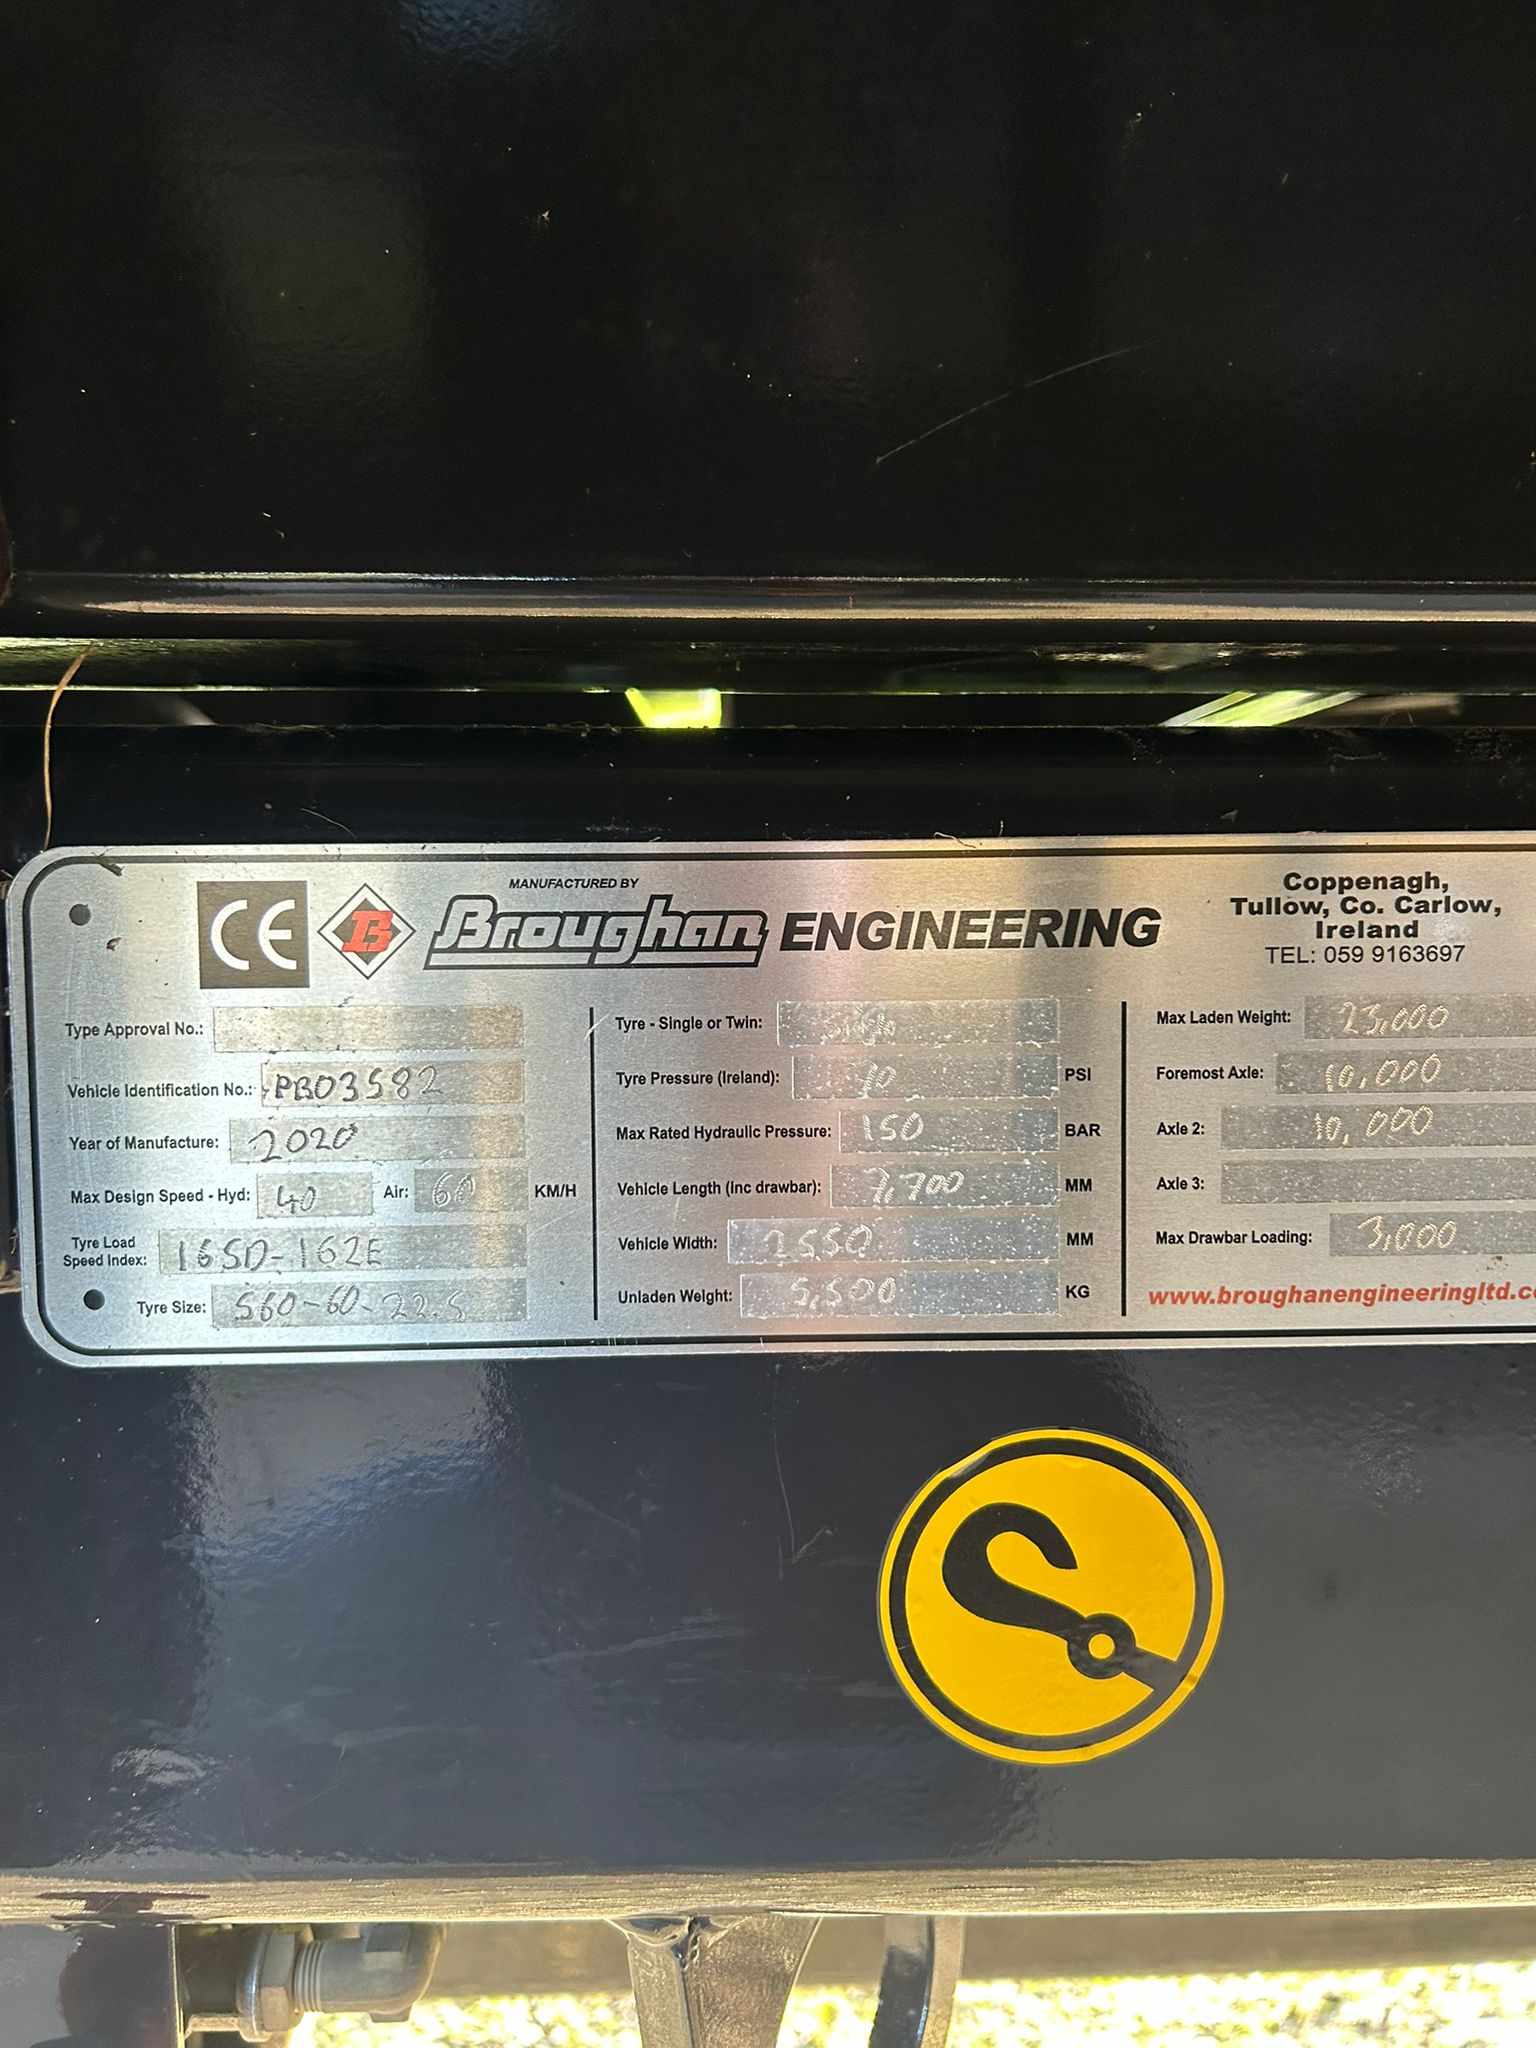 CE
B
MANUFACTURED BY
Broughan ENGINEERING
Coppenagh,
Tullow, Co. Carlow,
Ireland
TEL: 059 9163697
Type Approval No.:
Vehicle Identification No.: PB03582
Year of Manufacture: 2020
Max Design Speed - Hyd: 40 Air: 60 KM/H
Tyre Load
Speed Index: 165D-162E
Tyre Size: 560-60-22.5
Tyre - Single or Twin:
Tyre Pressure (Ireland): PSI
Max Rated Hydraulic Pressure: 150 BAR
Vehicle Length (inc drawbar): 7,700 MM
Vehicle Width: 2550 MM
Unladen Weight: 5,500 KG
Max Laden Weight: 23,000
Foremost Axle: 10,000
Axle 2: 10,000
Axle 3:
Max Drawbar Loading: 3,000
www.broughanengineeringltd.co